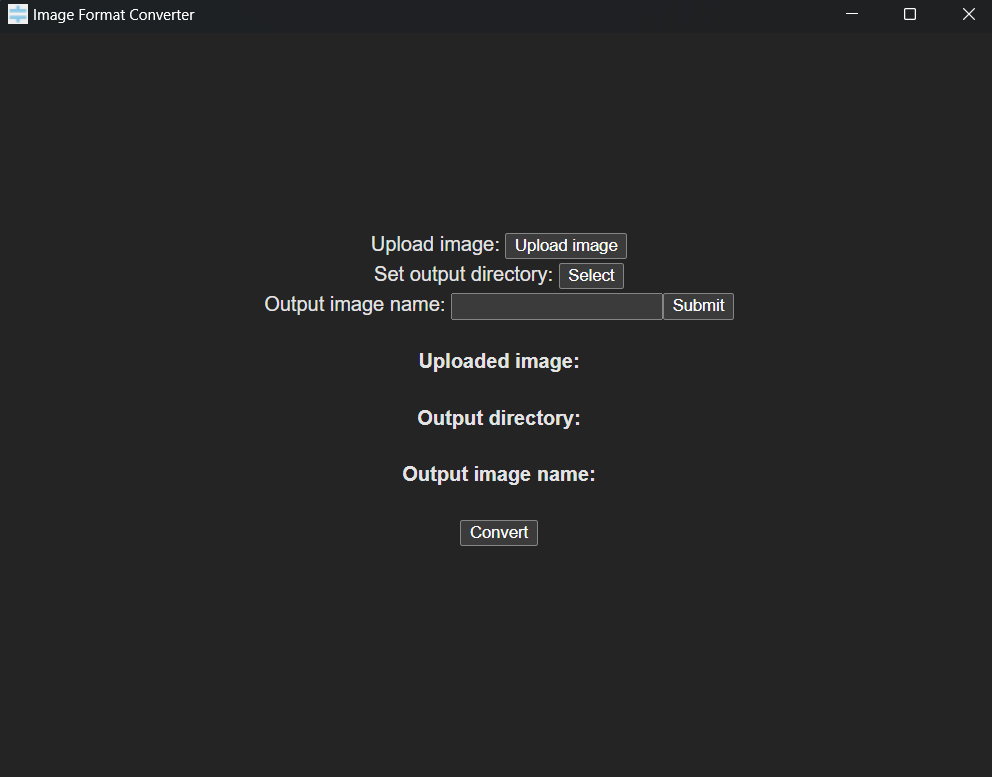 Image Format Converter
Upload image: Upload image
Set output directory: Select
Output image name: Submit
Uploaded image:
Output directory:
Output image name:
Convert